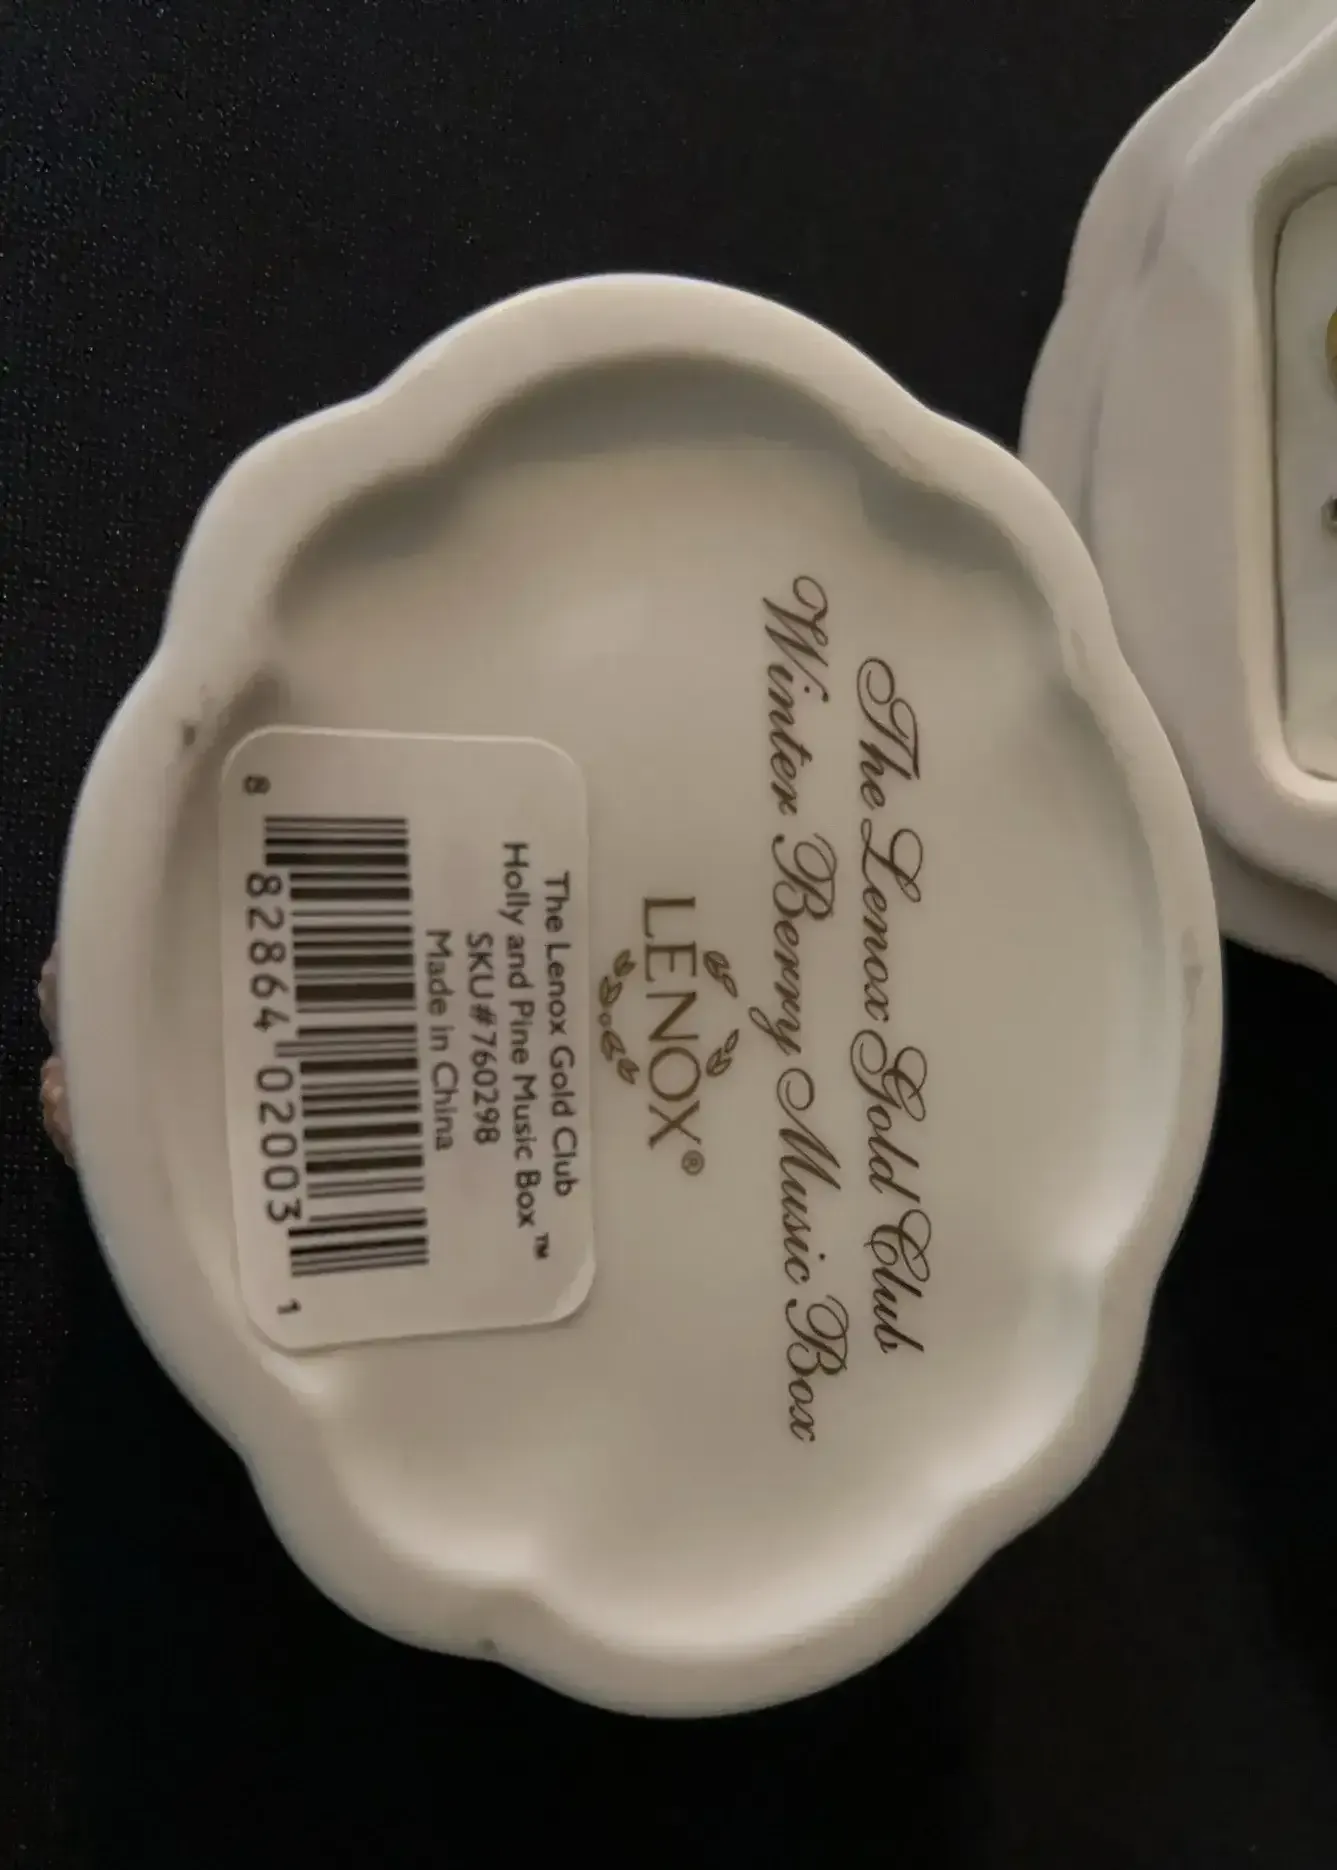 The Lenox Gold Club
Winter Berry Music Box
LENOX®
The Lenox Gold Club
Holly and Pine Music Box™
SKU#760298
Made in China
8 82864 02003 1